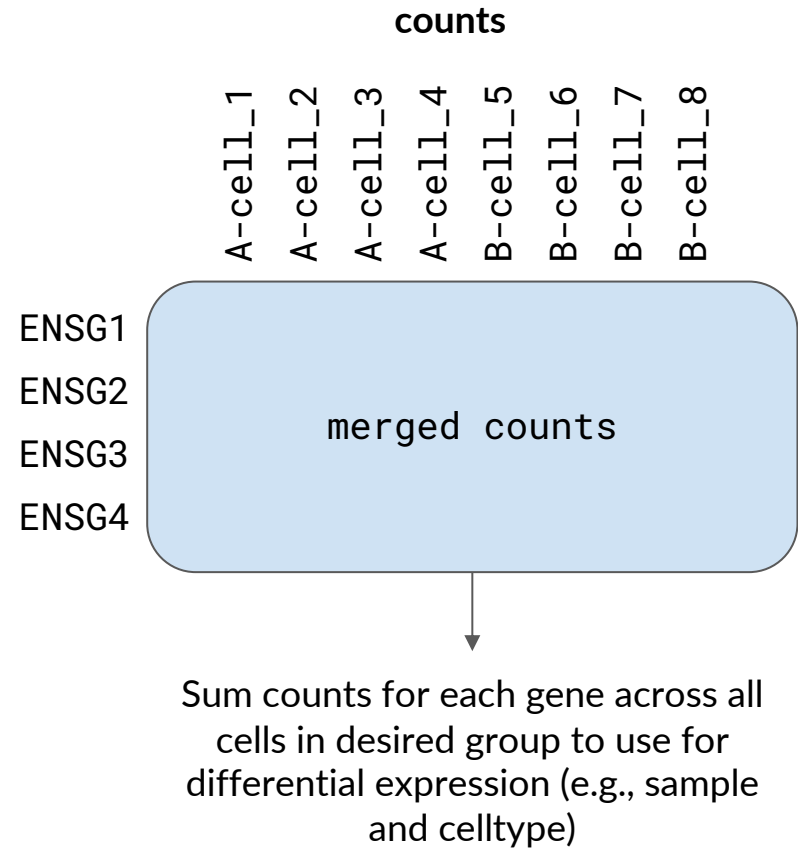 counts
A-cell_1
A-cell_2
A-cell_3
A-cell_4
B-cell_5
B-cell_6
B-cell_7
B-cell_8
ENSG1
ENSG2
ENSG3
ENSG4
merged counts
Sum counts for each gene across all
cells in desired group to use for
differential expression (e.g., sample
and celltype)